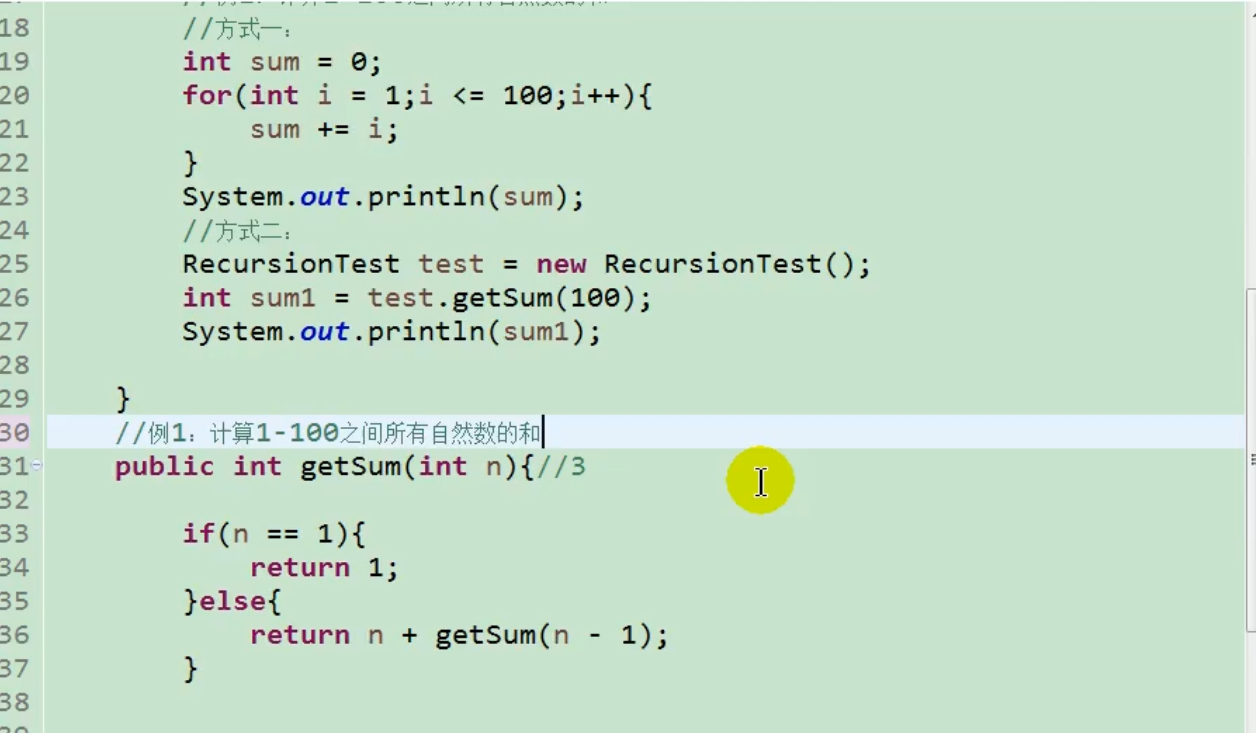 18 //方式一:
19 int sum = 0;
20 for(int i = 1;i <= 100;i++){
21 sum += i;
22 }
23 System.out.println(sum);
24 //方式二:
25 RecursionTest test = new RecursionTest();
26 int sum1 = test.getSum(100);
27 System.out.println(sum1);
28
29 }
30 //例1：计算1-100之间所有自然数的和
31 public int getSum(int n){//3
32
33 if(n == 1){
34 return 1;
35 }else{
36 return n + getSum(n - 1);
37 }
38